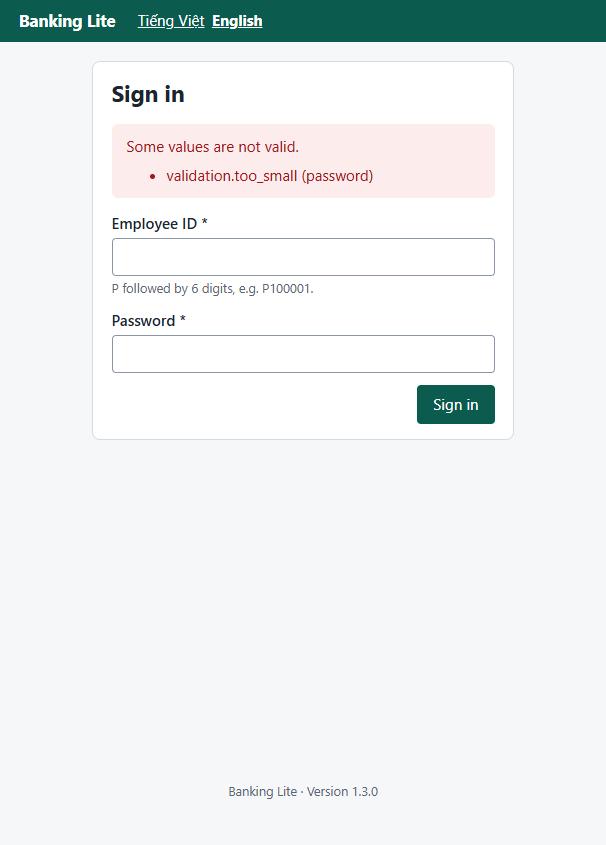 Banking Lite Tiếng Việt English
Sign in
Some values are not valid.
• validation.too_small (password)
Employee ID *
P followed by 6 digits, e.g. P100001.
Password *
Sign in
Banking Lite · Version 1.3.0